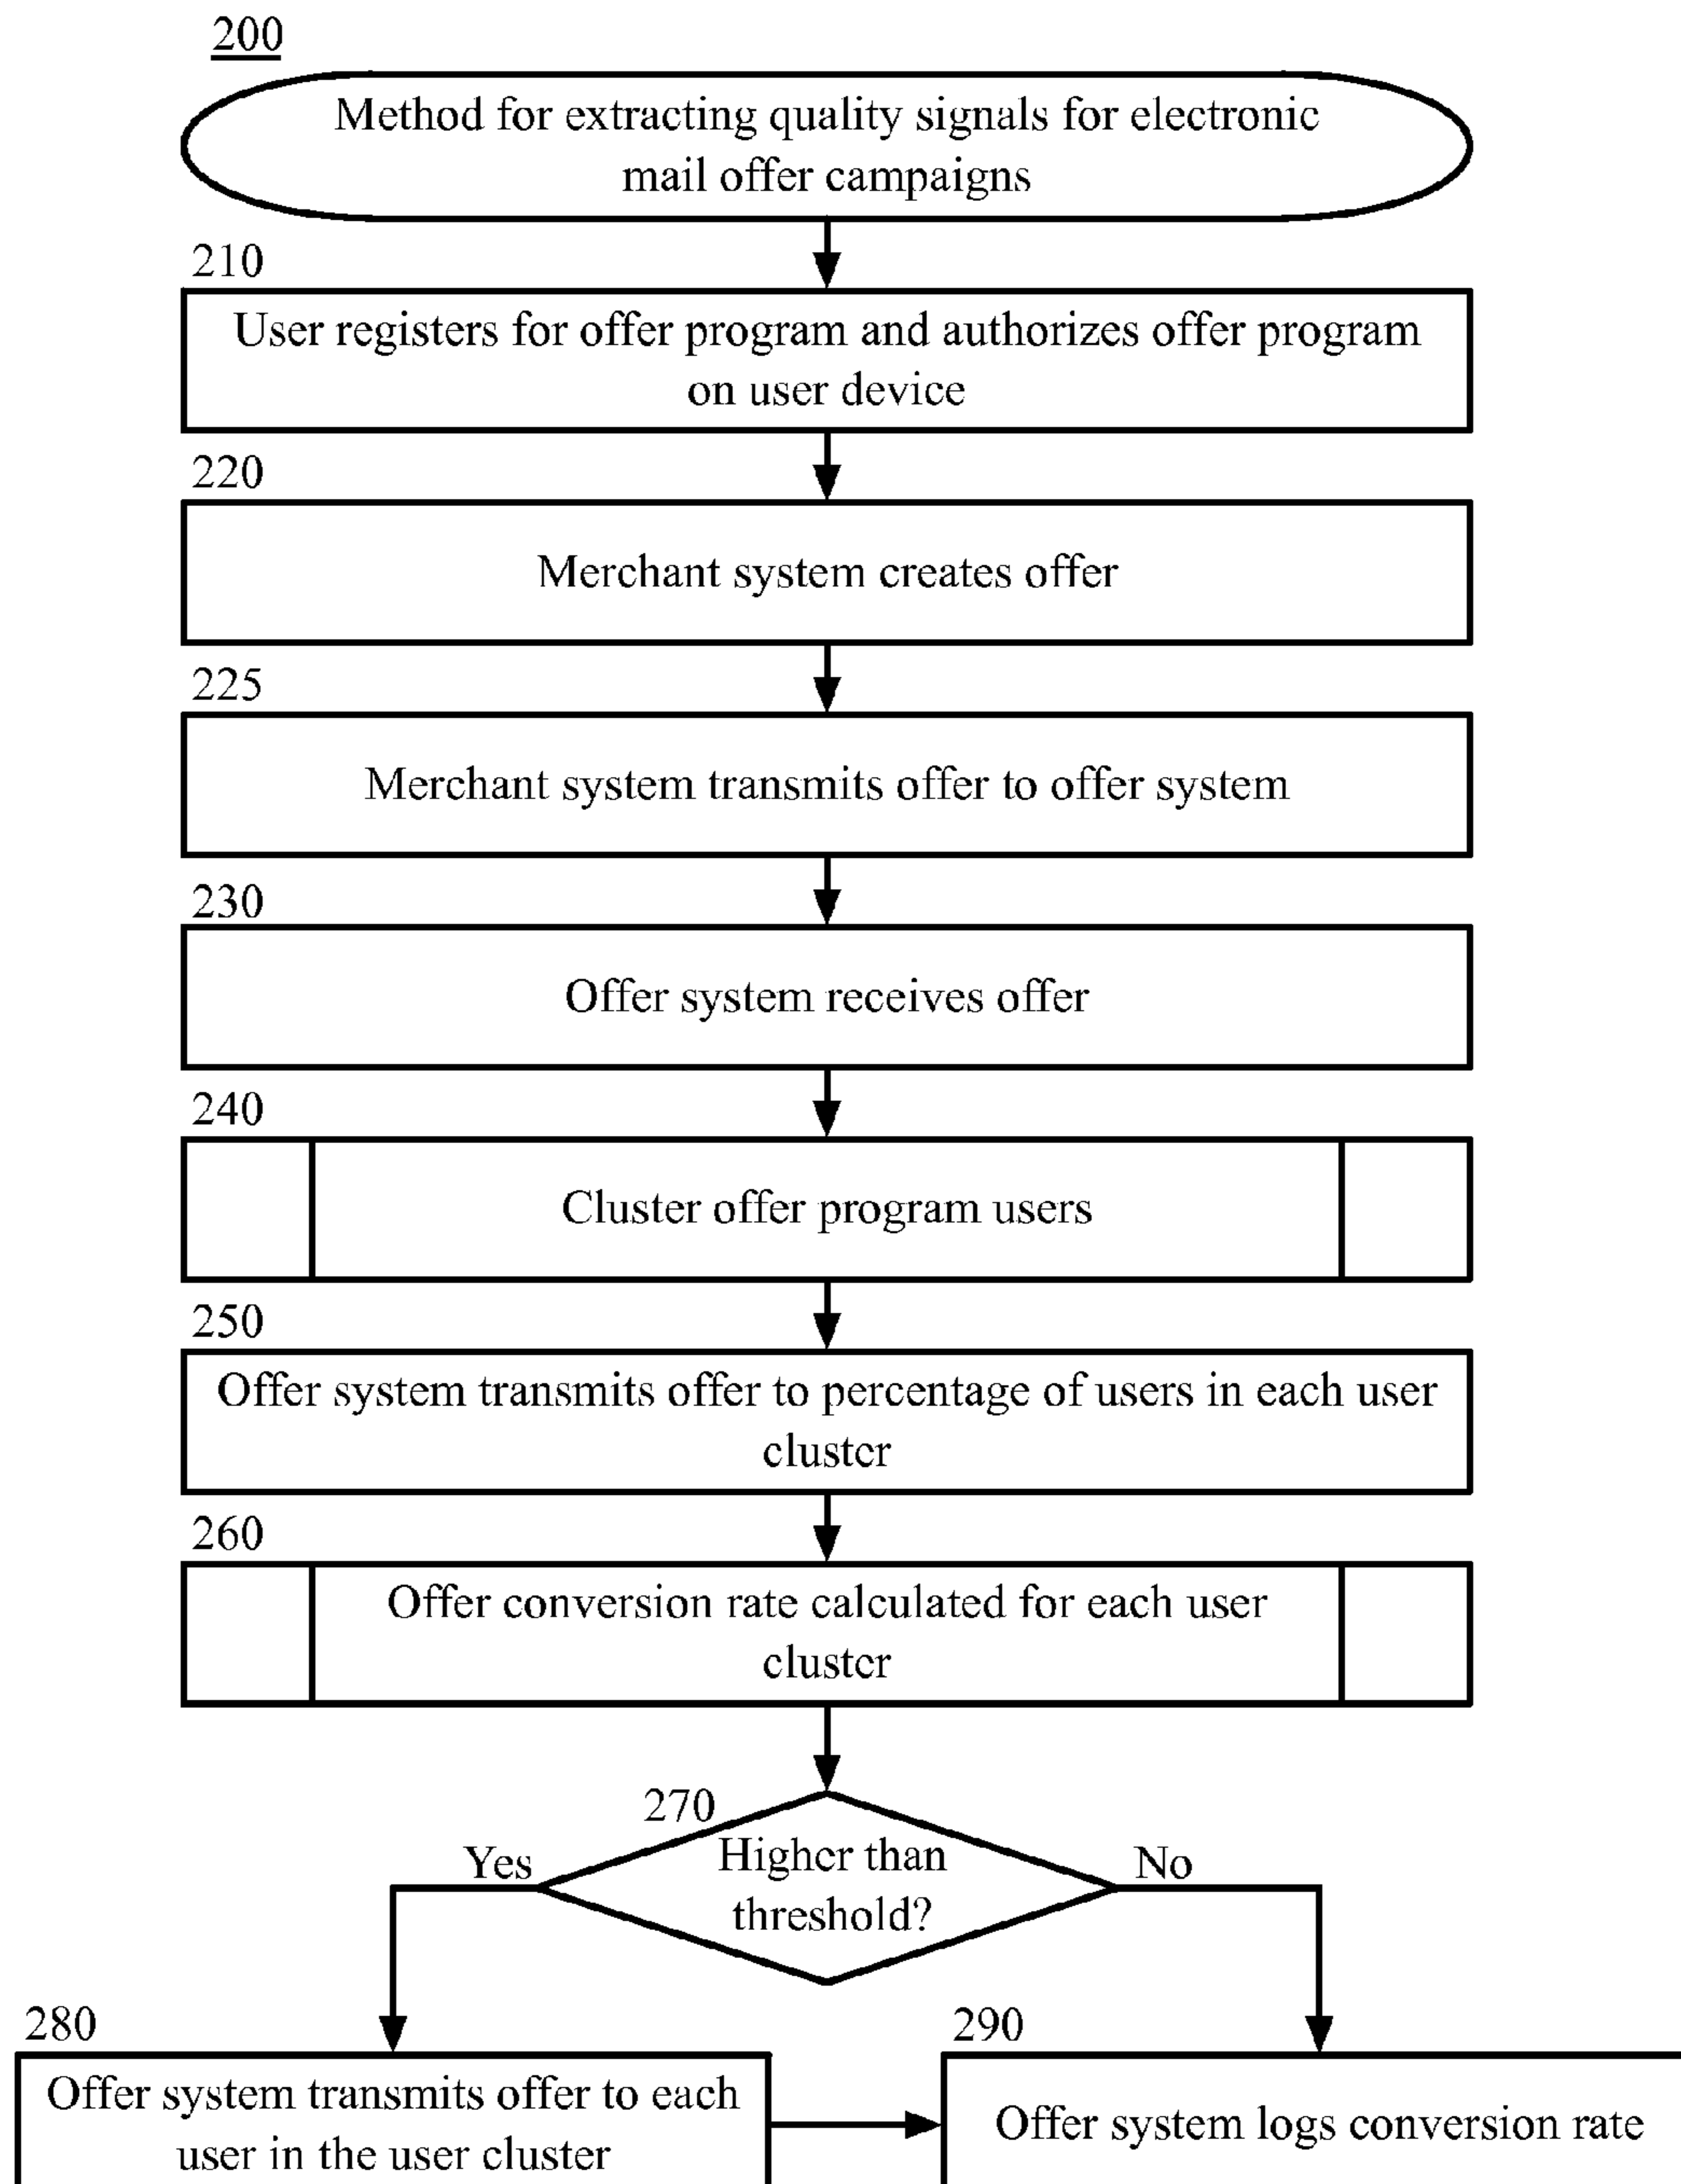 200
Method for extracting quality signals for electronic
mail offer campaigns
210
User registers for offer program and authorizes offer program
on user device
220
Merchant system creates offer
225
Merchant system transmits offer to offer system
230
Offer system receives offer
240
Cluster offer program users
250
Offer system transmits offer to percentage of users in each user
cluster
260
Offer conversion rate calculated for each user
cluster
270
Higher than
threshold?
Yes
No
280
Offer system transmits offer to each
user in the user cluster
290
Offer system logs conversion rate